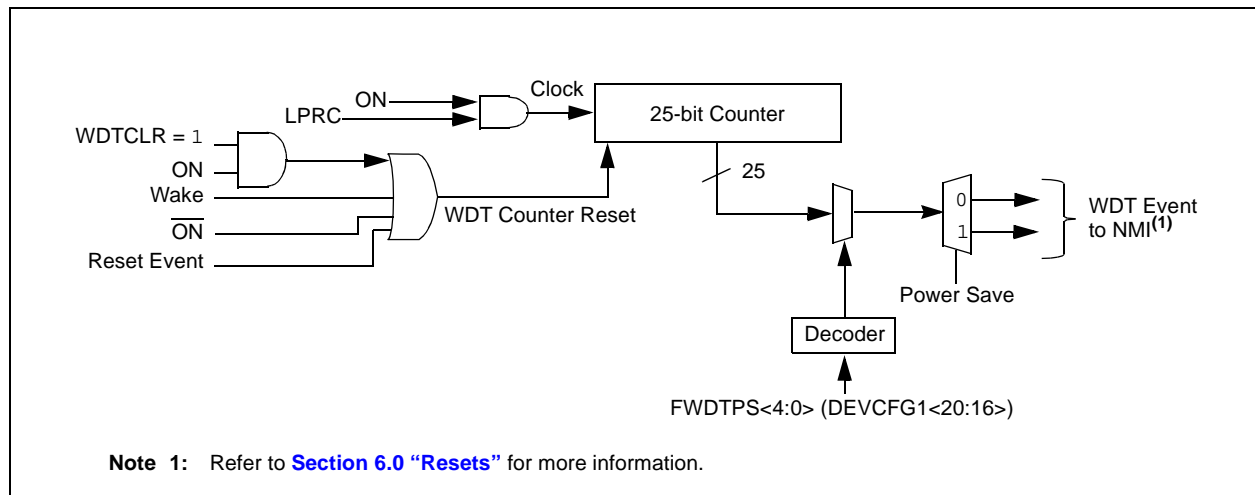 ON
LPRC
Clock
25-bit Counter
WDTCLR = 1
ON
Wake
ON
Reset Event
WDT Counter Reset
25
0
1
WDT Event
to NMI(1)
Power Save
Decoder
FWDTPS<4:0> (DEVCFG1<20:16>)
Note 1: Refer to Section 6.0 “Resets” for more information.